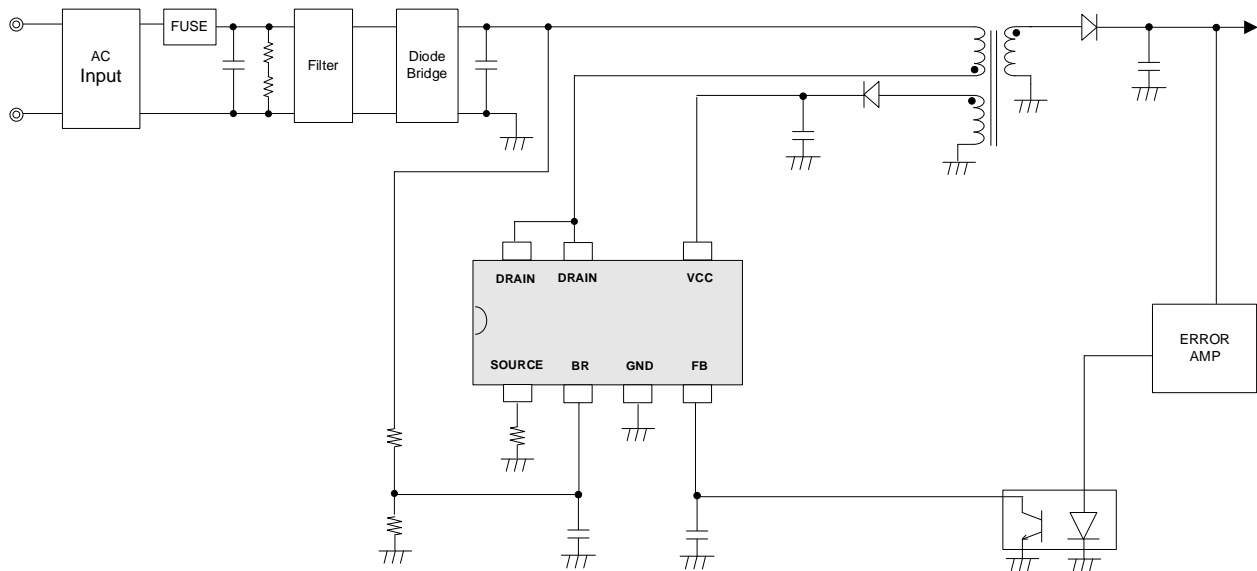 FUSE
AC
Input
Filter
Diode
Bridge
DRAIN
DRAIN
VCC
SOURCE
BR
GND
FB
ERROR
AMP